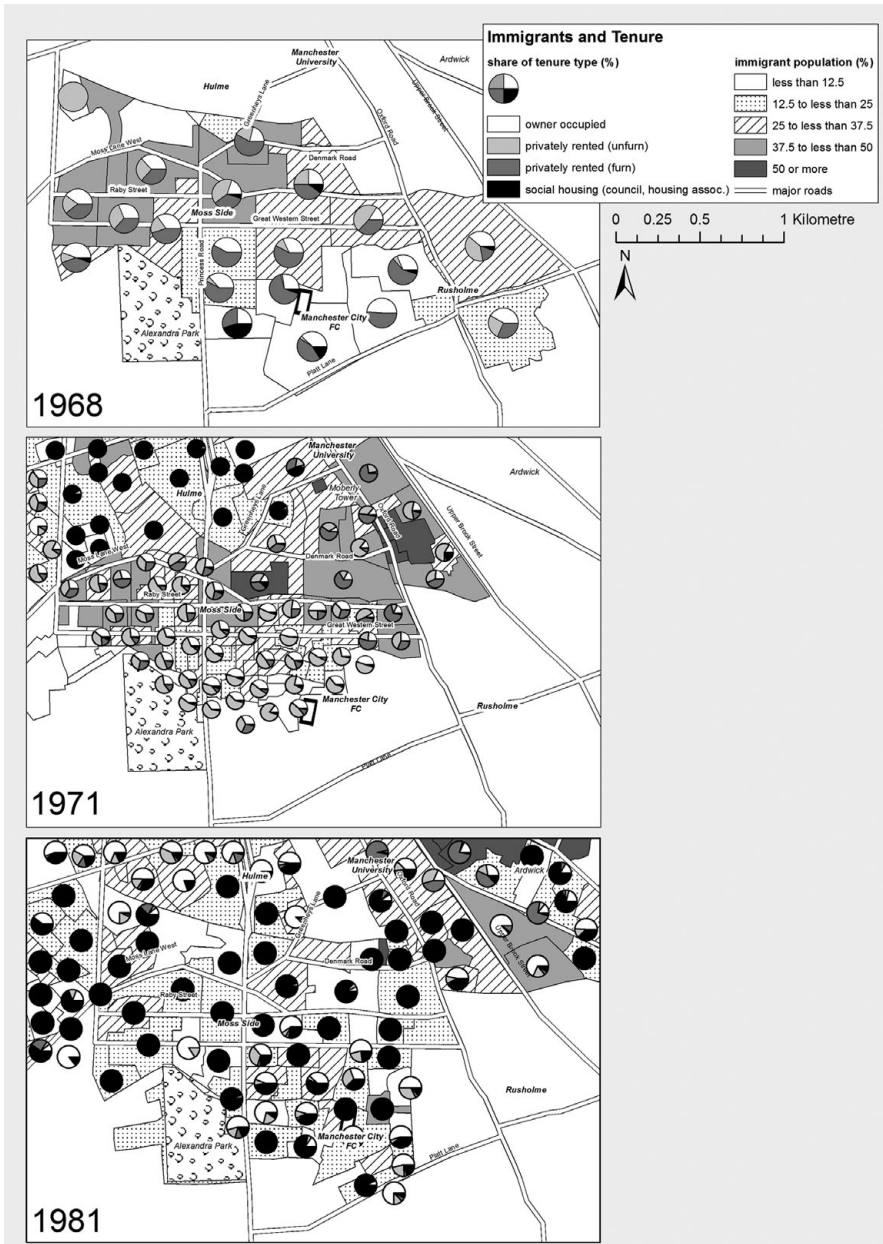 Immigrants and Tenure
share of tenure type (%)
owner occupied
privately rented (unfurn)
privately rented (furn)
social housing (council, housing assoc.)
immigrant population (%)
less than 12.5
12.5 to less than 25
25 to less than 37.5
37.5 to less than 50
50 or more
major roads
0 0.25 0.5 1 Kilometre
N
Manchester
University
Ardwick
Hulme
Greenheys Lane
Oxford Road
Upper Brook Street
Moss Lane West
Denmark Road
Raby Street
Moss Side
Great Western Street
Princess Road
Rusholme
Manchester City
FC
Alexandra Park
Platt Lane
1968
Manchester
University
Ardwick
Hulme
Moberly
Tower
Greenheys Lane
Oxford Road
Upper Brook Street
Moss Lane West
Denmark Road
Raby Street
Moss Side
Great Western Street
Manchester City
FC
Rusholme
Alexandra Park
Platt Lane
1971
Manchester
University
Ardwick
Hulme
Greenheys Lane
Oxford Road
Upper Brook Street
Moss Lane West
Denmark Road
Raby Street
Moss Side
Rusholme
Manchester City
FC
Alexandra Park
Platt Lane
1981